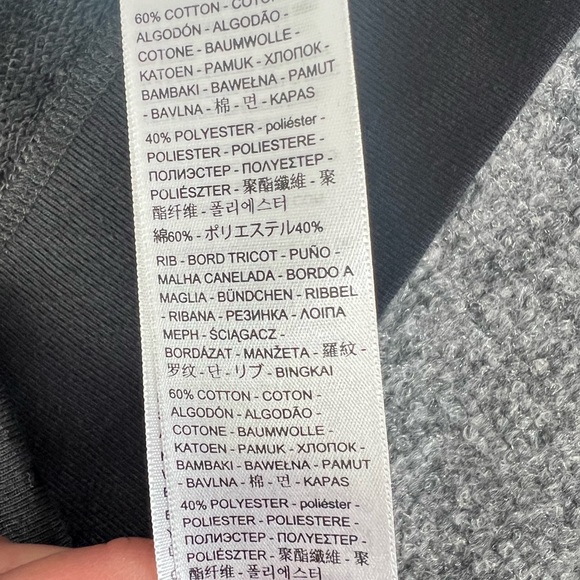 60% COTTON - COTON -
ALGODÓN - ALGODÃO -
COTONE - BAUMWOLLE -
KATOEN - PAMUK - ХЛОПОК -
BAMBAKI - BAWEŁNA - PAMUT
- BAVLNA - 棉 - 면 - KAPAS
40% POLYESTER - poliéster -
POLIESTER - POLIESTERE -
ПОЛИЭСТЕР - ΠΟΛΥΕΣΤΕΡ -
POLIÉSZTER - 聚酯纖維 - 聚
酯纤维 - 폴리에스터
綿60% - ポリエステル40%
RIB - BORD TRICOT - PUÑO -
MALHA CANELADA - BORDO A
MAGLIA - BÜNDCHEN - RIBBEL
- RIBANA - РЕЗИНКА - ΛΟΙΠΑ
ΜΕΡΗ - ŚCIĄGACZ -
BORDÁZAT - MANŽETA - 羅紋 -
罗纹 - 단 - リブ - BINGKAI
60% COTTON - COTON -
ALGODÓN - ALGODÃO -
COTONE - BAUMWOLLE -
KATOEN - PAMUK - ХЛОПОК -
BAMBAKI - BAWEŁNA - PAMUT
- BAVLNA - 棉 - 면 - KAPAS
40% POLYESTER - poliéster -
POLIESTER - POLIESTERE -
ПОЛИЭСТЕР - ΠΟΛΥΕΣΤΕΡ -
POLIÉSZTER - 聚酯纖維 - 聚
酯纤维 - 폴리에스터